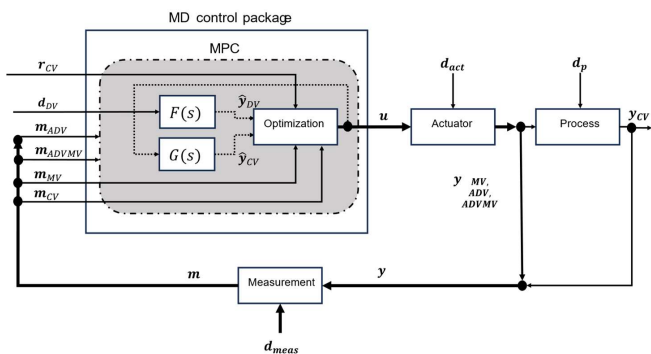 MD control package
MPC
r_CV
d_DV
m_ADV
m_ADVMV
m_MV
m_CV
F(s)
G(s)
ŷ_DV
ŷ_CV
Optimization
u
d_act
Actuator
d_p
Process
y_CV
y MV,
ADV,
ADVMV
m
Measurement
y
d_meas